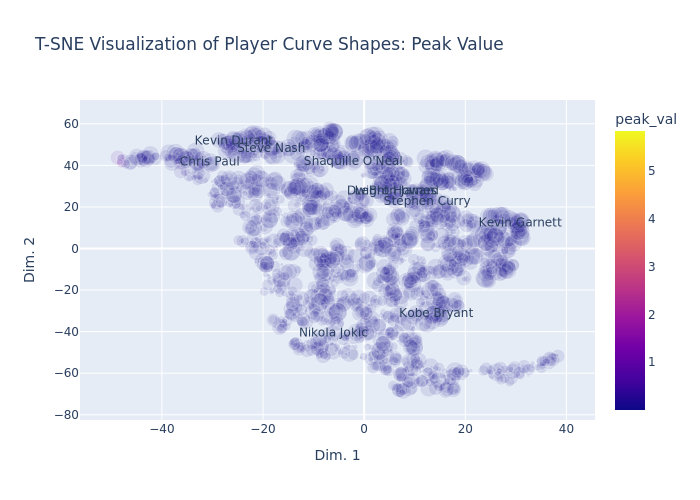 T-SNE Visualization of Player Curve Shapes: Peak Value
peak_val
60
40
20
0
−20
−40
−60
−80
Dim. 2
Kevin Durant
Steve Nash
Chris Paul
Shaquille O'Neal
Stephen Curry
Kevin Garnett
Kobe Bryant
Nikola Jokic
5
4
3
2
1
−40
−20
0
20
40
Dim. 1